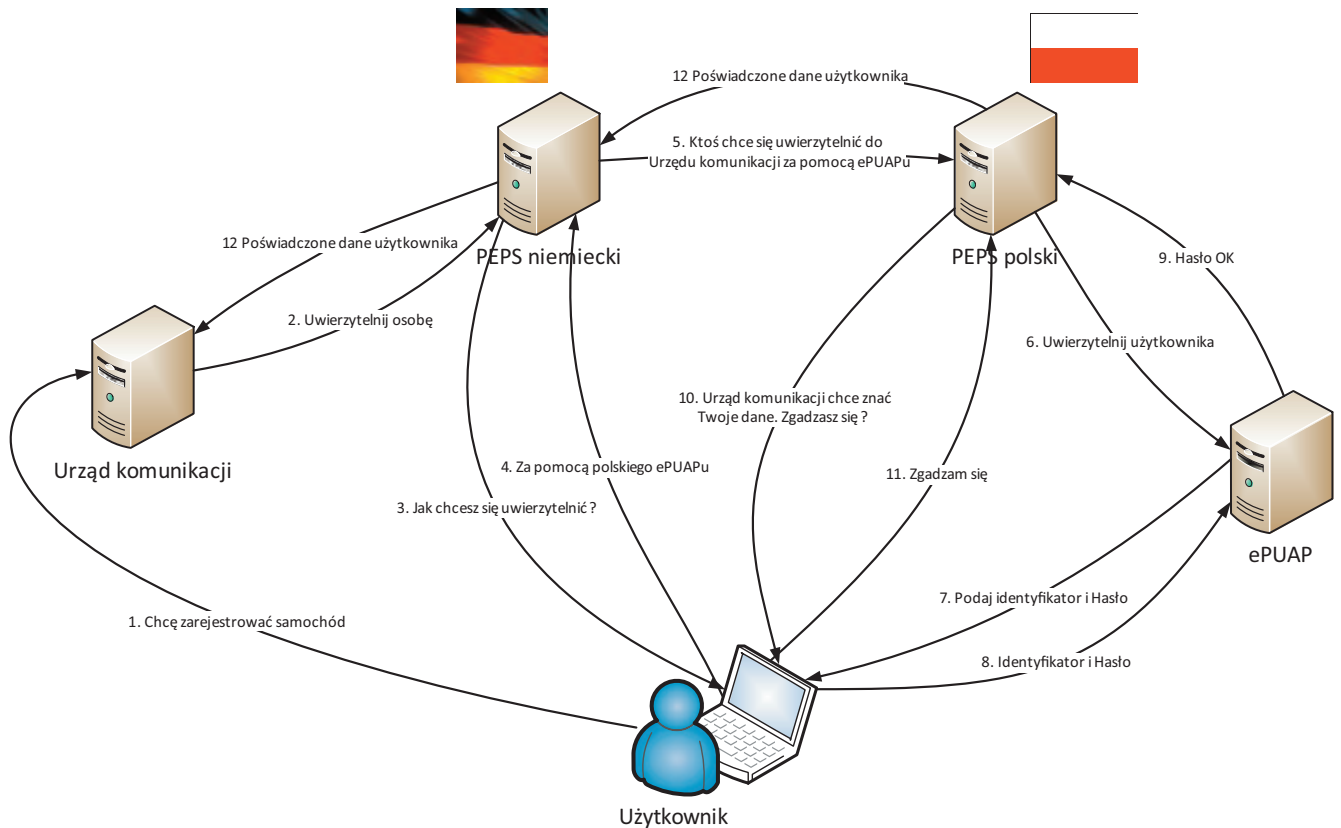 12 Poświadczone dane użytkownika
5. Ktoś chce się uwierzytelnić do
Urzędu komunikacji za pomocą ePUAPu
12 Poświadczone dane użytkownika
PEPS niemiecki
PEPS polski
9. Hasło OK
2. Uwierzytelnij osobę
6. Uwierzytelnij użytkownika
10. Urząd komunikacji chce znać
Twoje dane. Zgadzasz się ?
Urząd komunikacji
4. Za pomocą polskiego ePUAPu
11. Zgadzam się
3. Jak chcesz się uwierzytelnić ?
ePUAP
7. Podaj identyfikator i Hasło
1. Chcę zarejestrować samochód
8. Identyfikator i Hasło
Użytkownik